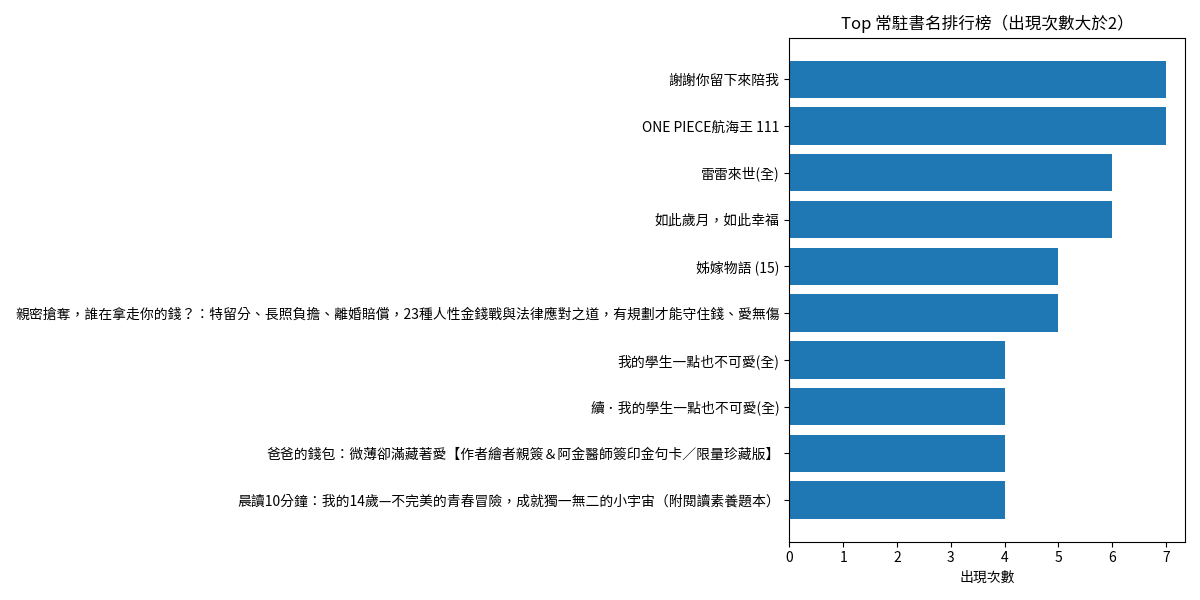 Top 常駐書名排行榜（出現次數大於2）
謝謝你留下來陪我
ONE PIECE航海王 111
雷雷來世(全)
如此歲月，如此幸福
姊嫁物語 (15)
親密搶奪，誰在拿走你的錢？：特留分、長照負擔、離婚賠償，23種人性金錢戰與法律應對之道，有規劃才能守住錢、愛無傷
我的學生一點也不可愛(全)
續．我的學生一點也不可愛(全)
爸爸的錢包：微薄卻滿藏著愛【作者繪者親簽＆阿金醫師簽印金句卡／限量珍藏版】
晨讀10分鐘：我的14歲—不完美的青春冒險，成就獨一無二的小宇宙（附閱讀素養題本）
0 1 2 3 4 5 6 7
出現次數